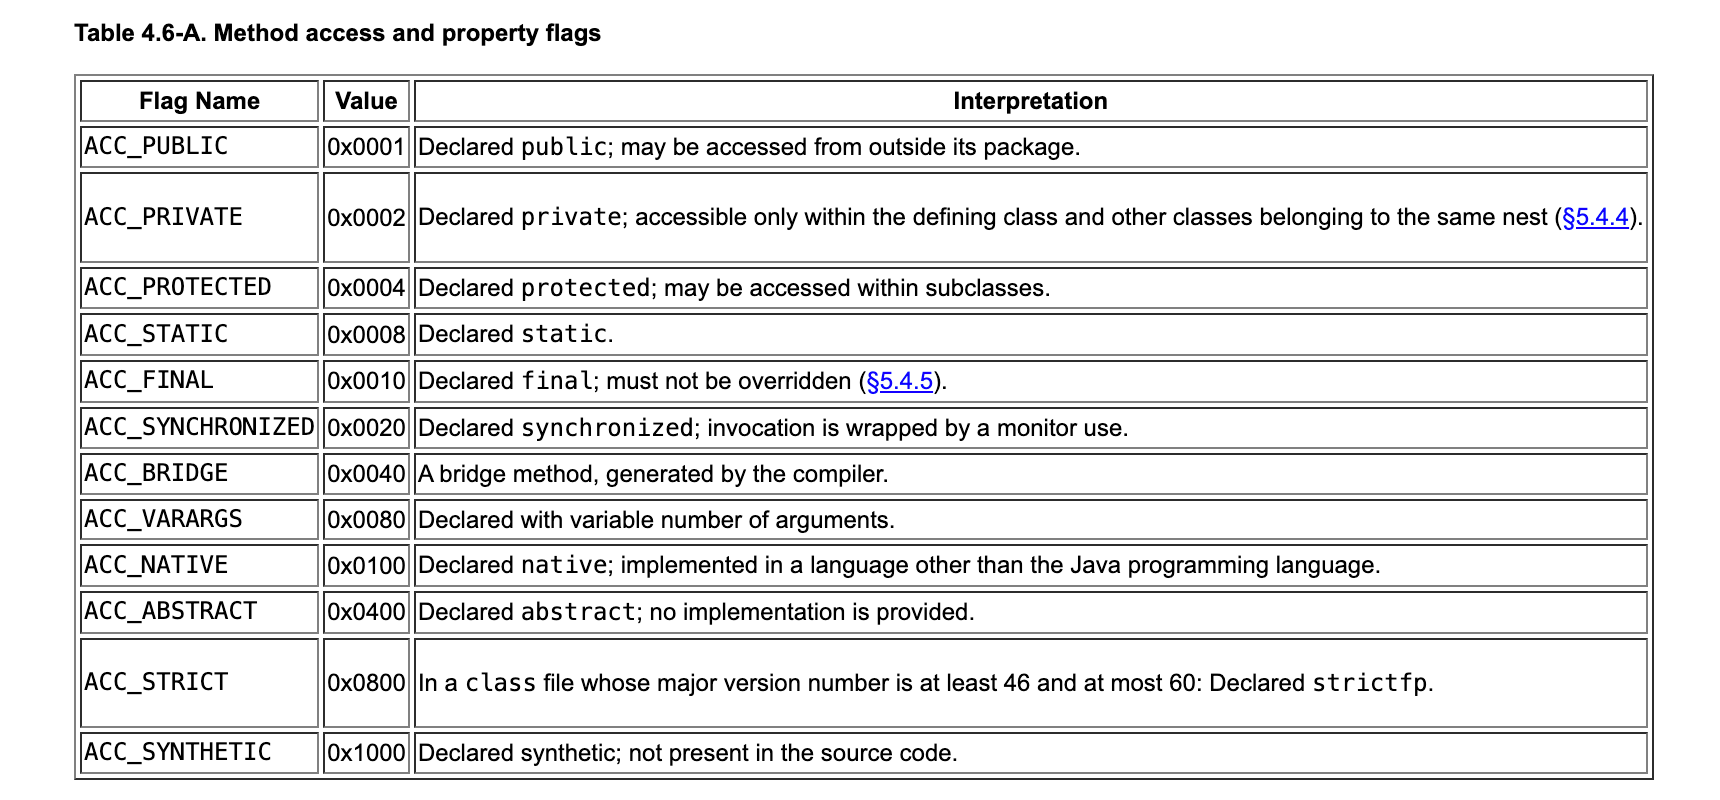 Table 4.6-A. Method access and property flags
Flag Name Value Interpretation
ACC_PUBLIC 0x0001 Declared public; may be accessed from outside its package.
ACC_PRIVATE 0x0002 Declared private; accessible only within the defining class and other classes belonging to the same nest (§5.4.4).
ACC_PROTECTED 0x0004 Declared protected; may be accessed within subclasses.
ACC_STATIC 0x0008 Declared static.
ACC_FINAL 0x0010 Declared final; must not be overridden (§5.4.5).
ACC_SYNCHRONIZED 0x0020 Declared synchronized; invocation is wrapped by a monitor use.
ACC_BRIDGE 0x0040 A bridge method, generated by the compiler.
ACC_VARARGS 0x0080 Declared with variable number of arguments.
ACC_NATIVE 0x0100 Declared native; implemented in a language other than the Java programming language.
ACC_ABSTRACT 0x0400 Declared abstract; no implementation is provided.
ACC_STRICT 0x0800 In a class file whose major version number is at least 46 and at most 60: Declared strictfp.
ACC_SYNTHETIC 0x1000 Declared synthetic; not present in the source code.